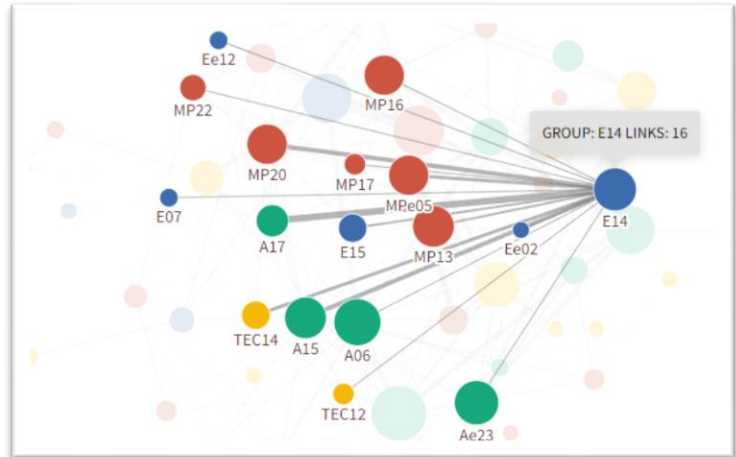 Ee12
MP22
MP16
GROUP: E14 LINKS: 16
MP20
MP17
MPe05
E14
E07
A17
E15
MP13
Ee02
TEC14
A15
A06
TEC12
Ae23